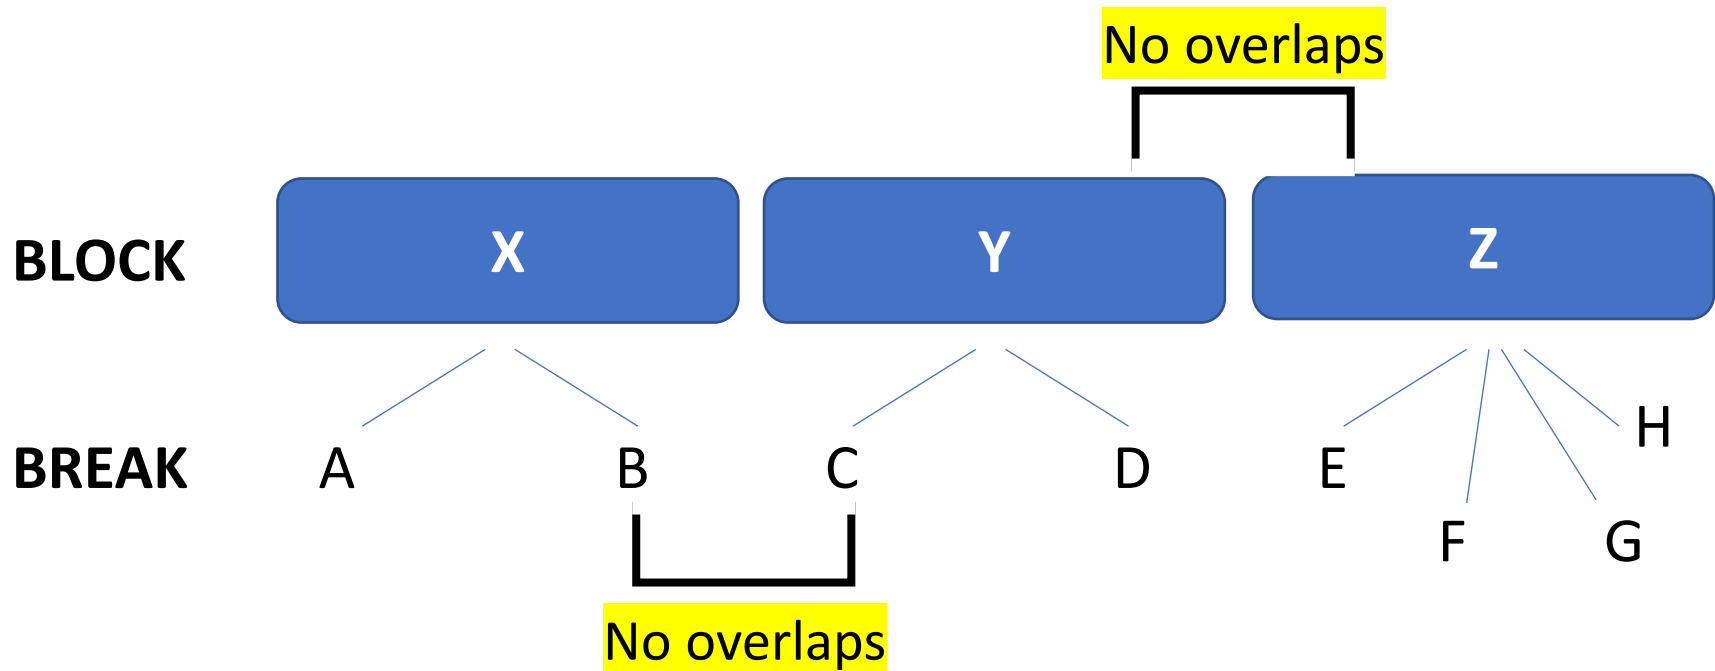 No overlaps
BLOCK X Y Z
BREAK A B C D E H
F G
No overlaps